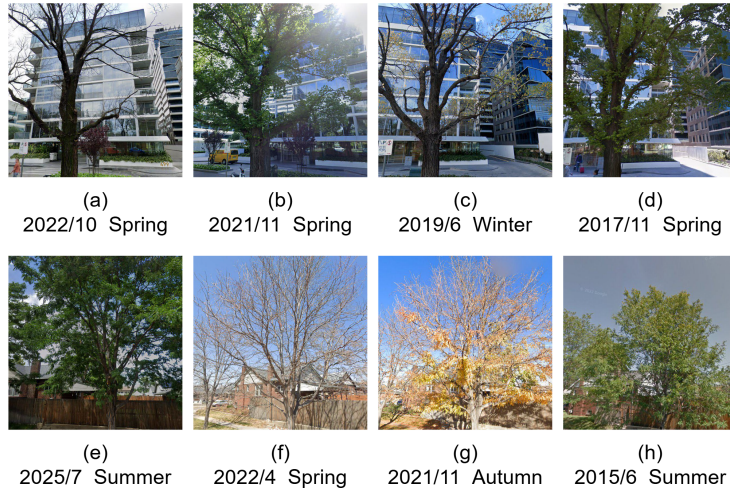 (a)
2022/10 Spring
(b)
2021/11 Spring
(c)
2019/6 Winter
(d)
2017/11 Spring
(e)
2025/7 Summer
(f)
2022/4 Spring
(g)
2021/11 Autumn
(h)
2015/6 Summer